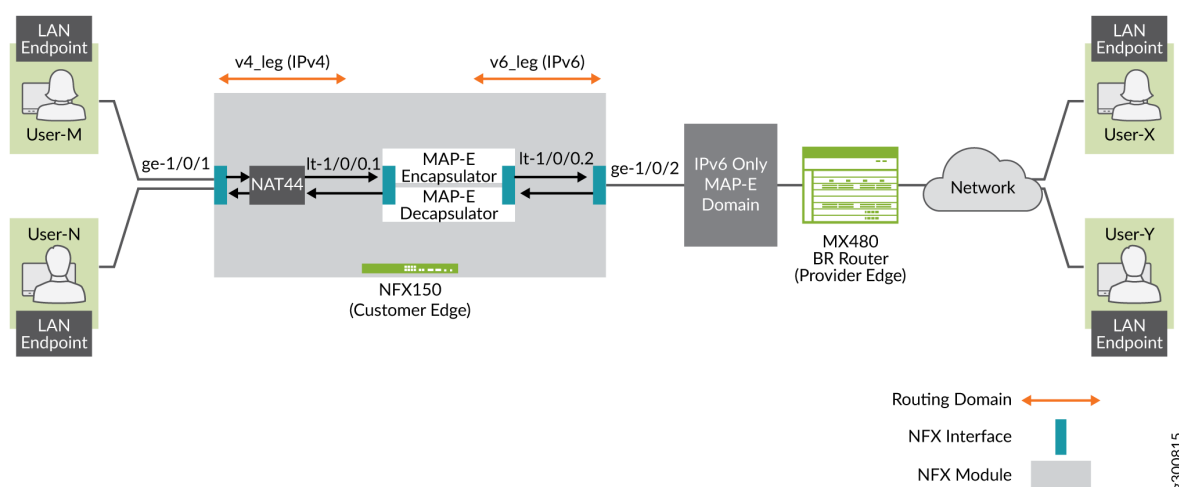 LAN
Endpoint
User-M
v4_leg (IPv4)
v6_leg (IPv6)
LAN
Endpoint
User-X
ge-1/0/1
NAT44
lt-1/0/0.1
MAP-E
Encapsulator
MAP-E
Decapsulator
lt-1/0/0.2
ge-1/0/2
IPv6 Only
MAP-E
Domain
Network
MX480
BR Router
(Provider Edge)
User-N
LAN
Endpoint
NFX150
(Customer Edge)
User-Y
LAN
Endpoint
Routing Domain
NFX Interface
NFX Module
g300815